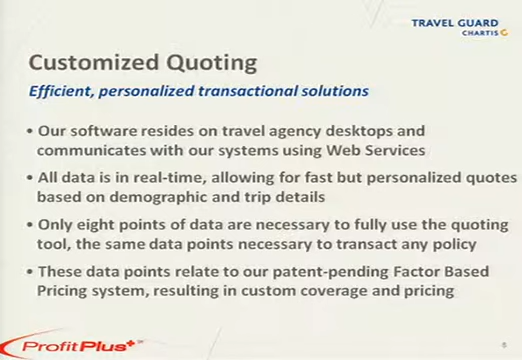 TRAVEL GUARD
CHARTIS
Customized Quoting
Efficient, personalized transactional solutions
• Our software resides on travel agency desktops and
communicates with our systems using Web Services
• All data is in real-time, allowing for fast but personalized quotes
based on demographic and trip details
• Only eight points of data are necessary to fully use the quoting
tool, the same data points necessary to transact any policy
• These data points relate to our patent-pending Factor Based
Pricing system, resulting in custom coverage and pricing
ProfitPlus+